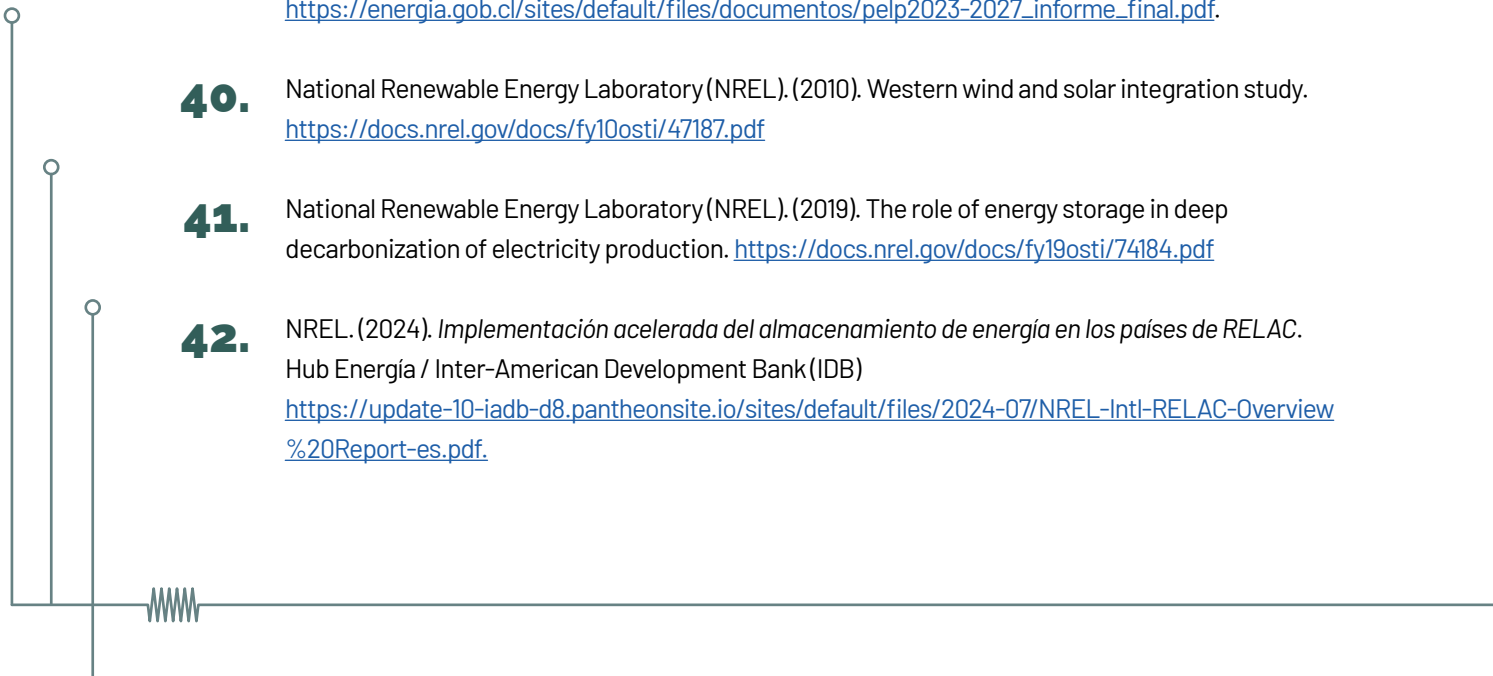 https://energia.gob.cl/sites/default/files/documentos/pelp2023-2027_informe_final.pdf.
40. National Renewable Energy Laboratory (NREL). (2010). Western wind and solar integration study.
https://docs.nrel.gov/docs/fy10osti/47187.pdf
41. National Renewable Energy Laboratory (NREL). (2019). The role of energy storage in deep
decarbonization of electricity production. https://docs.nrel.gov/docs/fy19osti/74184.pdf
42. NREL. (2024). Implementación acelerada del almacenamiento de energía en los países de RELAC.
Hub Energía / Inter-American Development Bank (IDB)
https://update-10-iadb-d8.pantheonsite.io/sites/default/files/2024-07/NREL-Intl-RELAC-Overview
%20Report-es.pdf.